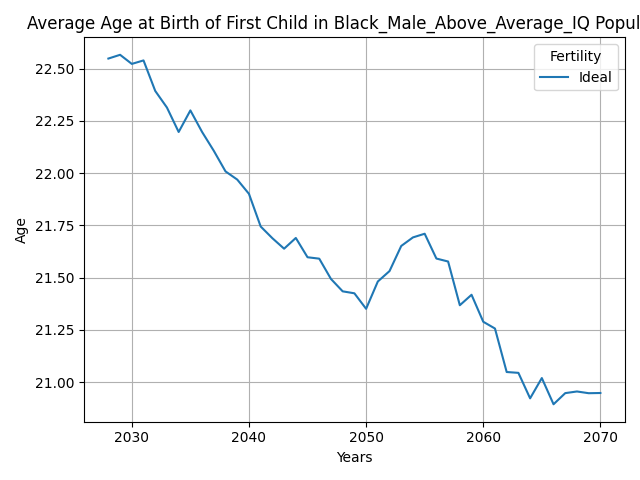 Average Age at Birth of First Child in Black_Male_Above_Average_IQ Popul
Fertility
Ideal
22.50
22.25
22.00
21.75
21.50
21.25
21.00
Age
2030 2040 2050 2060 2070
Years